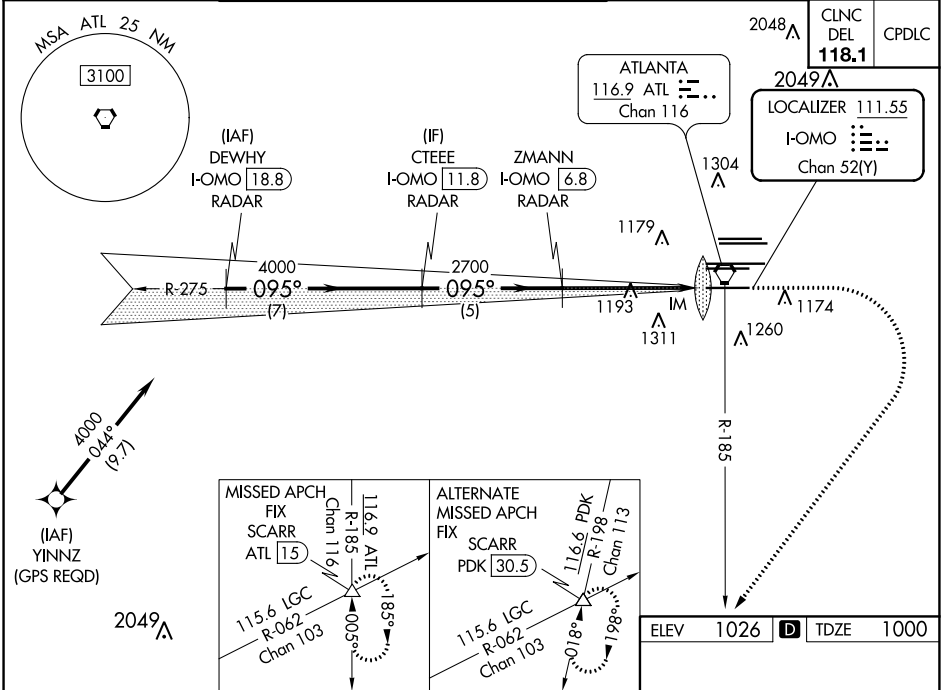 MSA ATL 25 NM
3100
2048
CLNC
DEL
118.1
CPDLC
2049
ATLANTA
116.9 ATL
Chan 116
LOCALIZER 111.55
I-OMO
Chan 52(Y)
(IAF)
DEWHY
I-OMO 18.8
RADAR
(IF)
CTEEE
I-OMO 11.8
RADAR
ZMANN
I-OMO 6.8
RADAR
1304
1179
R-275
4000
095°
(7)
2700
095°
(5)
1193
IM
1311
1260
1174
R-185
4000
044°
(9.7)
(IAF)
YINNZ
(GPS REQD)
2049
MISSED APCH
FIX
SCARR
ATL 15
116.9 ATL
R-185
Chan 116
115.6 LGC
R-062
Chan 103
005°
185°
ALTERNATE
MISSED APCH
FIX
SCARR
PDK 30.5
116.6 PDK
R-198
Chan 113
115.6 LGC
R-062
Chan 103
018°
198°
ELEV 1026 D TDZE 1000